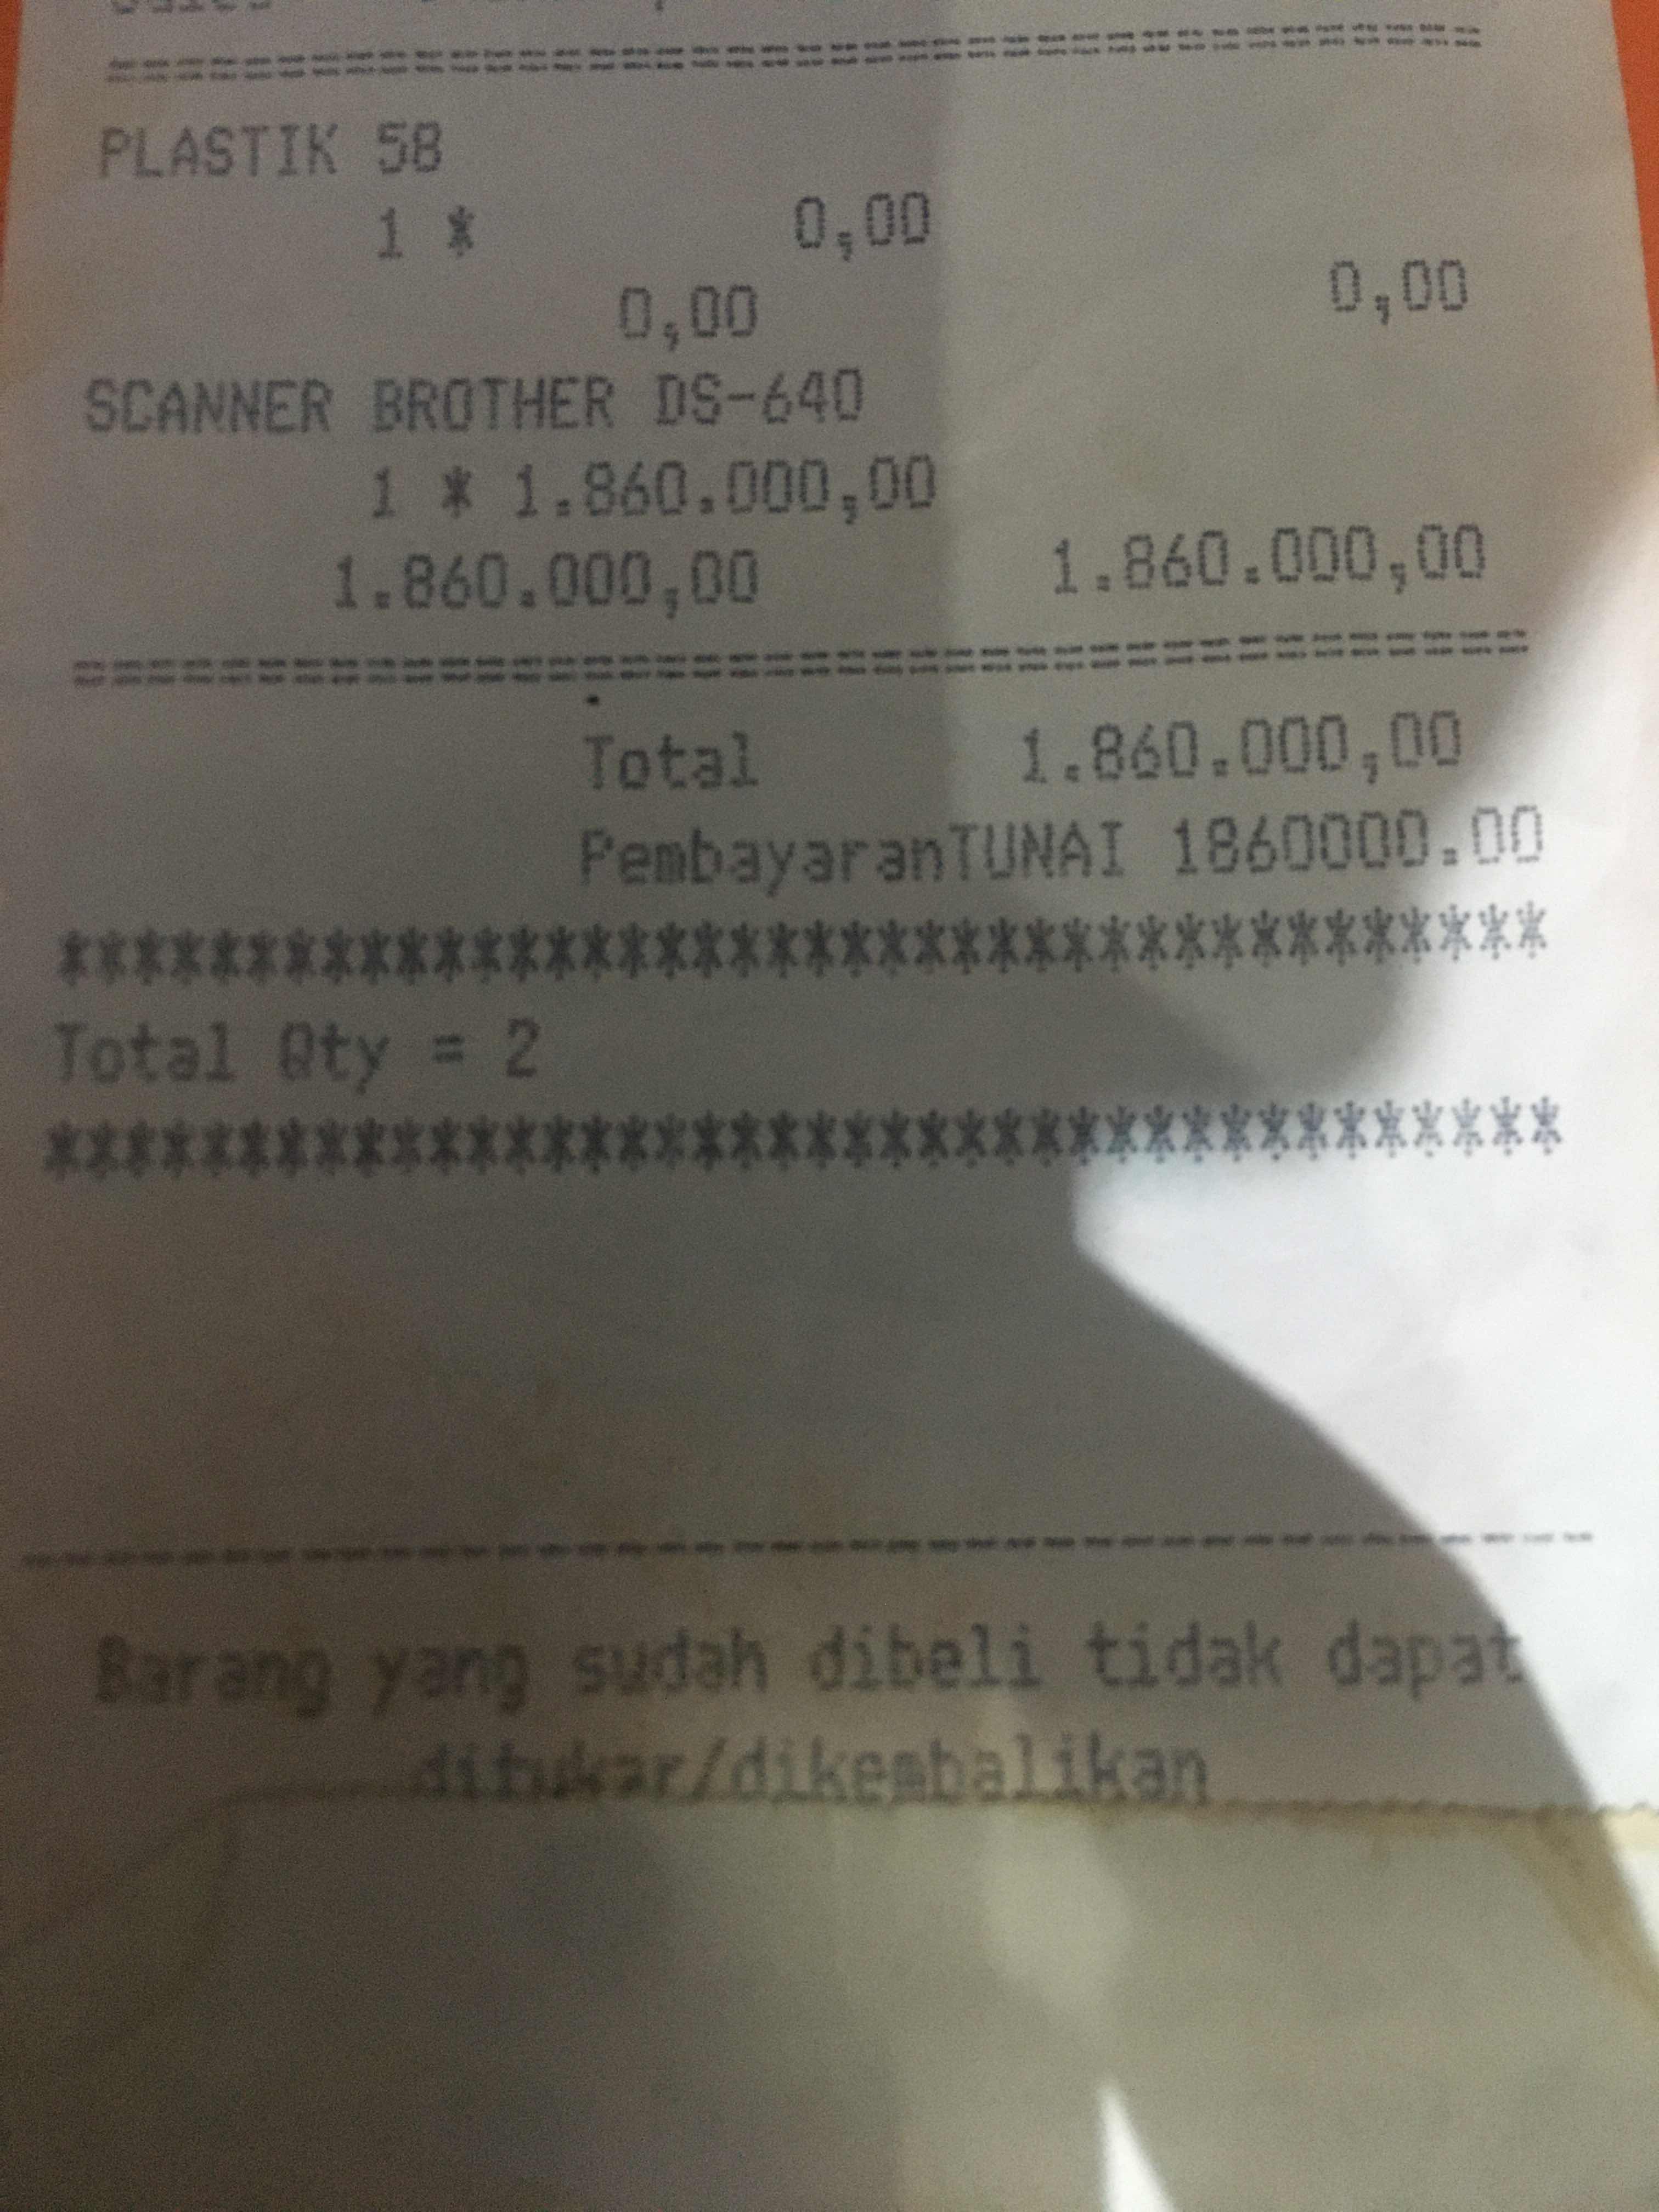 PLASTIK 58
1 * 0,00
0,00 0,00
SCANNER BROTHER DS-640
1 * 1.860.000,00
1.860.000,00 1.860.000,00
Total 1.860.000,00
PembayaranTUNAI 1860000.00
****************************************
Total Qty = 2
****************************************
Barang yang sudah dibeli tidak dapat
ditukar/dikembalikan